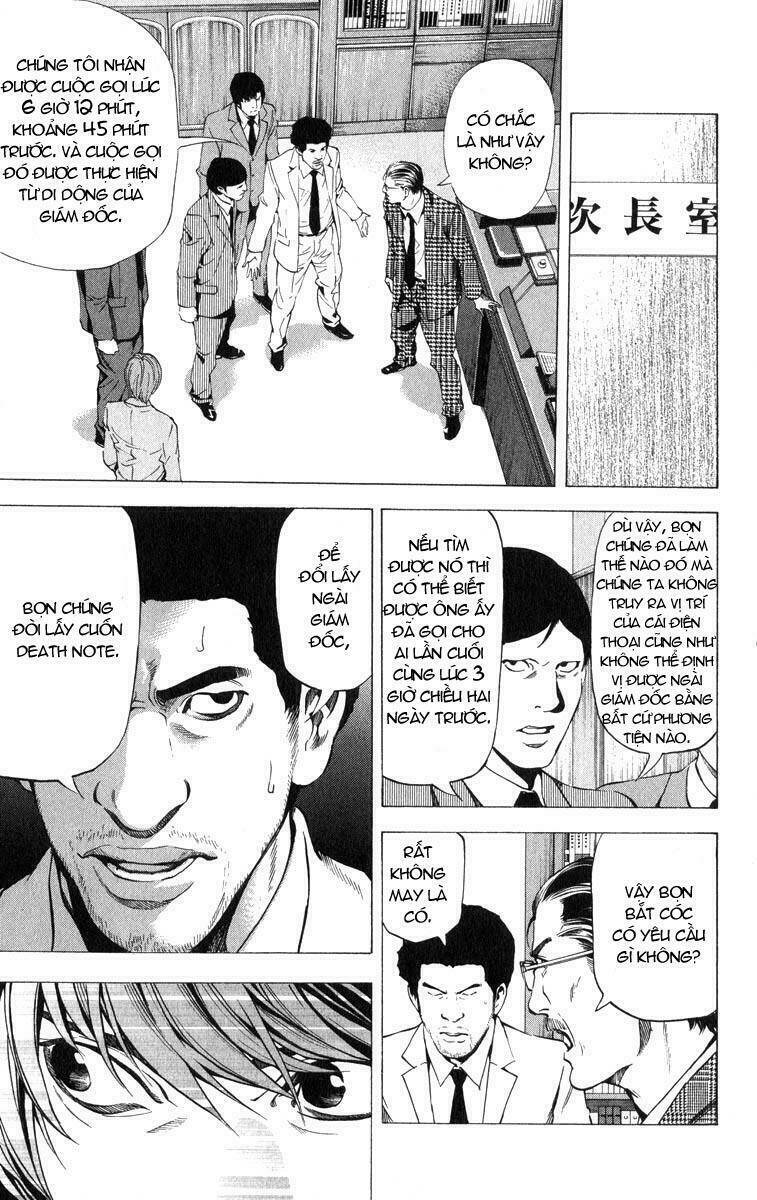 次長室
CÓ CHẮC
LÀ NHƯ VẬY
KHÔNG?
CHÚNG TÔI NHẬN
ĐƯỢC CUỘC GỌI LÚC
6 GIỜ 12 PHÚT,
KHOẢNG 45 PHÚT
TRƯỚC. VÀ CUỘC GỌI
ĐÓ ĐƯỢC THỰC HIỆN
TỪ DI DỘNG CỦA
GIÁM ĐỐC.
DÙ VẬY, BỌN
CHÚNG ĐÃ LÀM
THẾ NÀO ĐÓ MÀ
CHÚNG TA KHÔNG
TRUY RA VỊ TRÍ
CỦA CÁI ĐIỆN
THOẠI CŨNG NHƯ
KHÔNG THỂ ĐỊNH
VỊ ĐƯỢC NGÀI
GIÁM ĐỐC BẰNG
BẤT CỨ PHƯƠNG
TIỆN NÀO.
NẾU TÌM
ĐƯỢC NÓ THÌ
CÓ THỂ BIẾT
ĐƯỢC ÔNG ẤY
ĐÃ GỌI CHO
AI LẦN CUỐI
CÙNG LÚC 3
GIỜ CHIỀU HAI
NGÀY TRƯỚC.
VẬY BỌN
BẮT CÓC
CÓ YÊU CẦU
GÌ KHÔNG?
RẤT
KHÔNG
MAY LÀ
CÓ.
ĐỂ
ĐỔI LẤY
NGÀI
GIÁM
ĐỐC,
BỌN CHÚNG
ĐÒI LẤY CUỐN
DEATH NOTE.